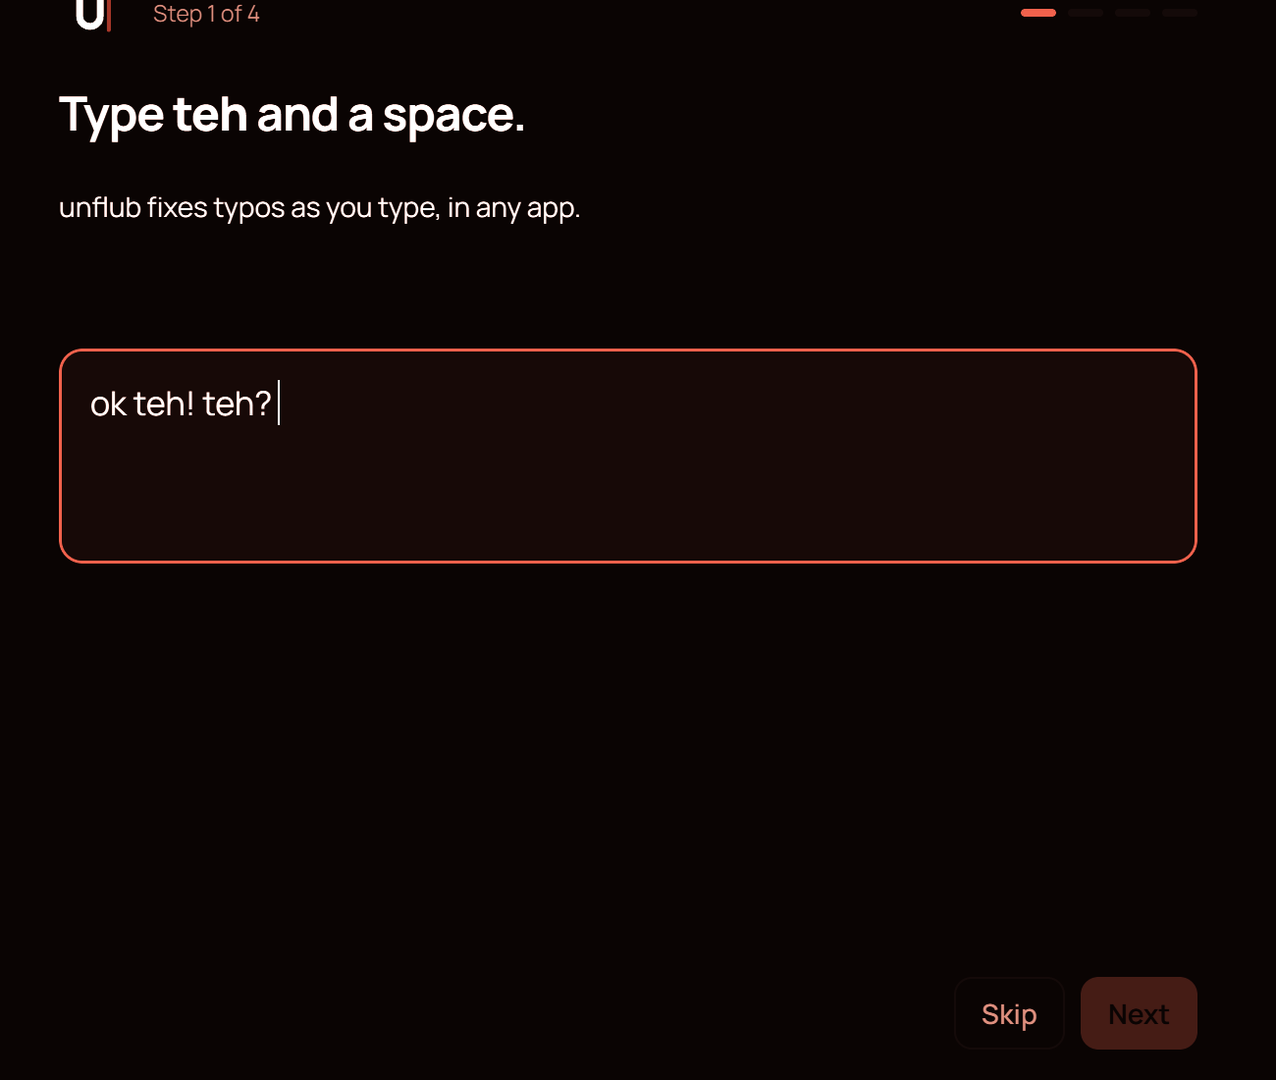 U
Step 1 of 4
Type teh and a space.
unflub fixes typos as you type, in any app.
ok teh! teh?
Skip
Next